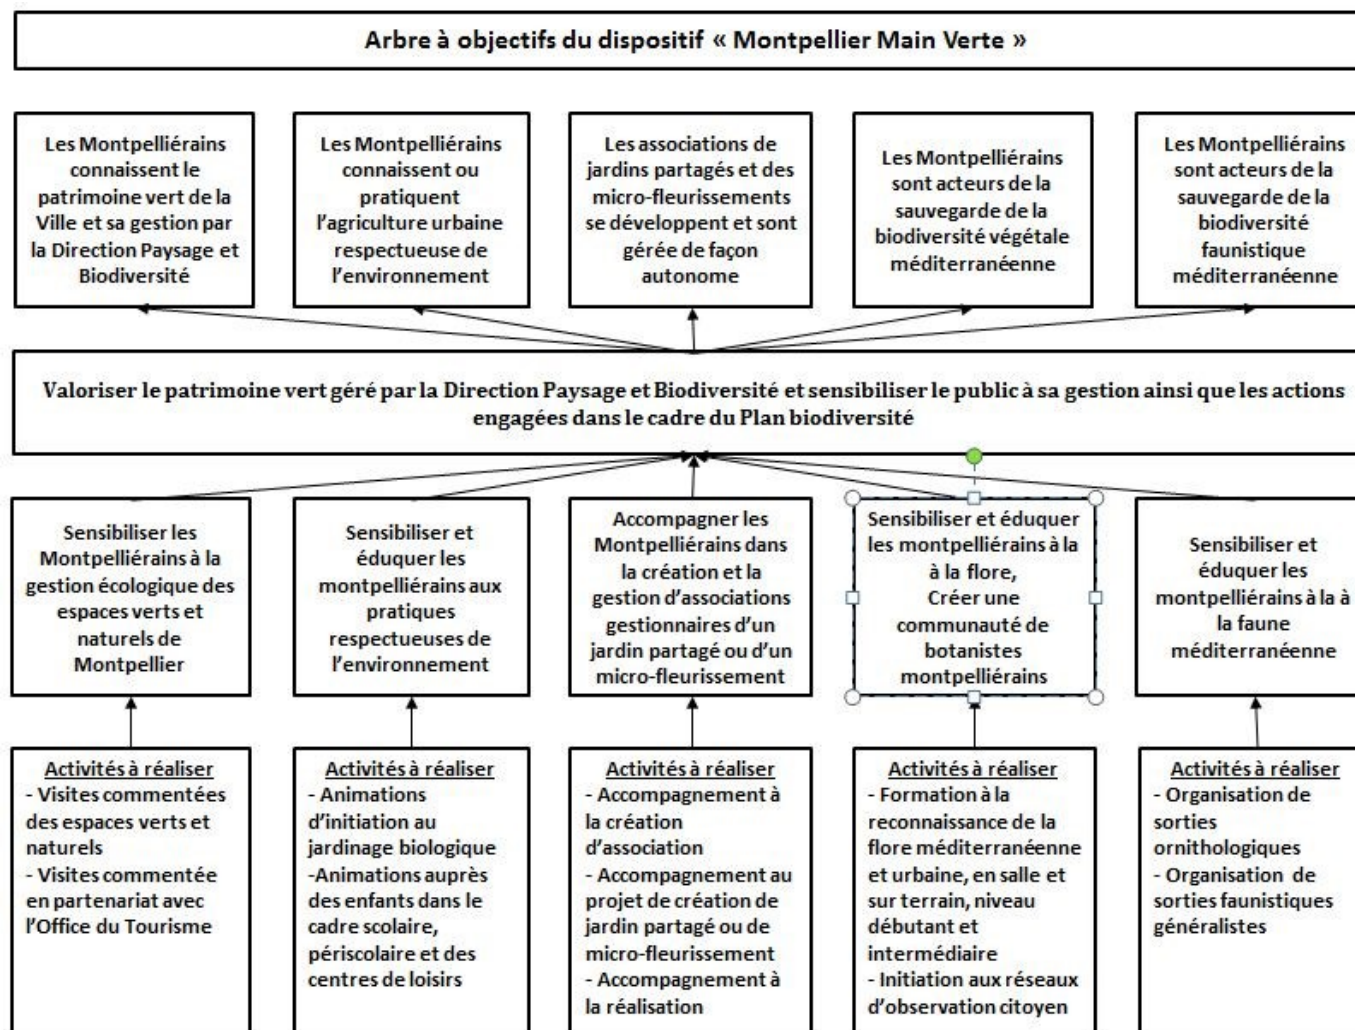 Arbre à objectifs du dispositif « Montpellier Main Verte »
Les Montpelliérains
connaissent le
patrimoine vert de la
Ville et sa gestion par
la Direction Paysage et
Biodiversité
Les Montpelliérains
connaissent ou
pratiquent
l'agriculture urbaine
respectueuse de
l'environnement
Les associations de
jardins partagés et des
micro-fleurissements
se développent et sont
gérée de façon
autonome
Les Montpelliérains
sont acteurs de la
sauvegarde de la
biodiversité végétale
méditerranéenne
Les Montpelliérains
sont acteurs de la
sauvegarde de la
biodiversité
faunistique
méditerranéenne
Valoriser le patrimoine vert géré par la Direction Paysage et Biodiversité et sensibiliser le public à sa gestion ainsi que les actions
engagées dans le cadre du Plan biodiversité
Sensibiliser les
Montpelliérains à la
gestion écologique des
espaces verts et
naturels de
Montpellier
Sensibiliser et
éduquer les
montpelliérains aux
pratiques
respectueuses de
l'environnement
Accompagner les
Montpelliérains dans
la création et la
gestion d'associations
gestionnaires d'un
jardin partagé ou d'un
micro-fleurissement
Sensibiliser et éduquer
les montpelliérains à la
à la flore,
Créer une
communauté de
botanistes
montpelliérains
Sensibiliser et
éduquer les
montpelliérains à la à
la faune
méditerranéenne
Activités à réaliser
- Visites commentées
des espaces verts et
naturels
- Visites commentée
en partenariat avec
l'Office du Tourisme
Activités à réaliser
- Animations
d'initiation au
jardinage biologique
-Animations auprès
des enfants dans le
cadre scolaire,
périscolaire et des
centres de loisirs
Activités à réaliser
- Accompagnement à
la création
d'association
- Accompagnement au
projet de création de
jardin partagé ou de
micro-fleurissement
- Accompagnement à
la réalisation
Activités à réaliser
- Formation à la
reconnaissance de la
flore méditerranéenne
et urbaine, en salle et
sur terrain, niveau
débutant et
intermédiaire
- Initiation aux réseaux
d'observation citoyen
Activités à réaliser
- Organisation de
sorties
ornithologiques
- Organisation de
sorties faunistiques
généralistes